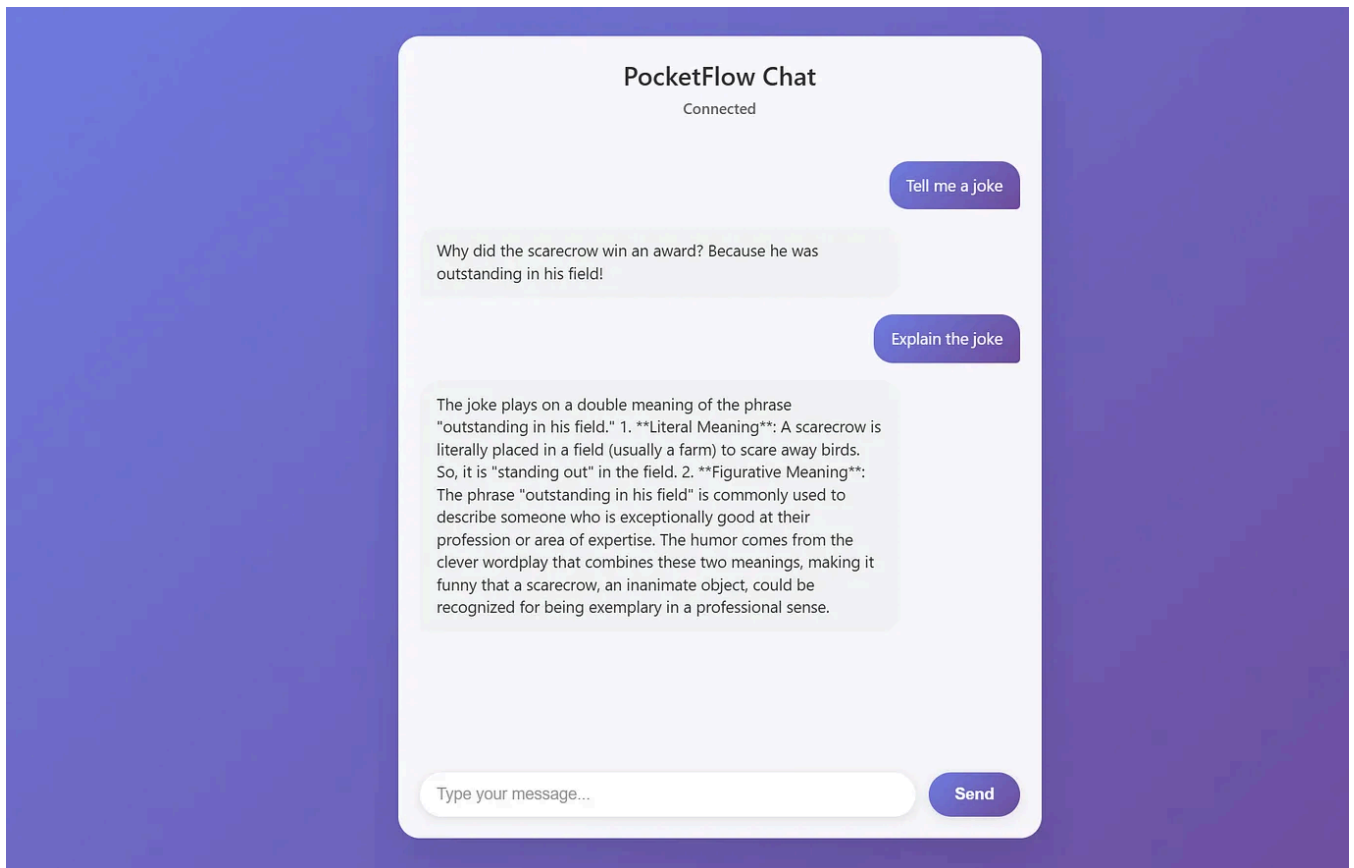 PocketFlow Chat
Connected
Tell me a joke
Why did the scarecrow win an award? Because he was
outstanding in his field!
Explain the joke
The joke plays on a double meaning of the phrase
"outstanding in his field." 1. **Literal Meaning**: A scarecrow is
literally placed in a field (usually a farm) to scare away birds.
So, it is "standing out" in the field. 2. **Figurative Meaning**:
The phrase "outstanding in his field" is commonly used to
describe someone who is exceptionally good at their
profession or area of expertise. The humor comes from the
clever wordplay that combines these two meanings, making it
funny that a scarecrow, an inanimate object, could be
recognized for being exemplary in a professional sense.
Type your message...
Send